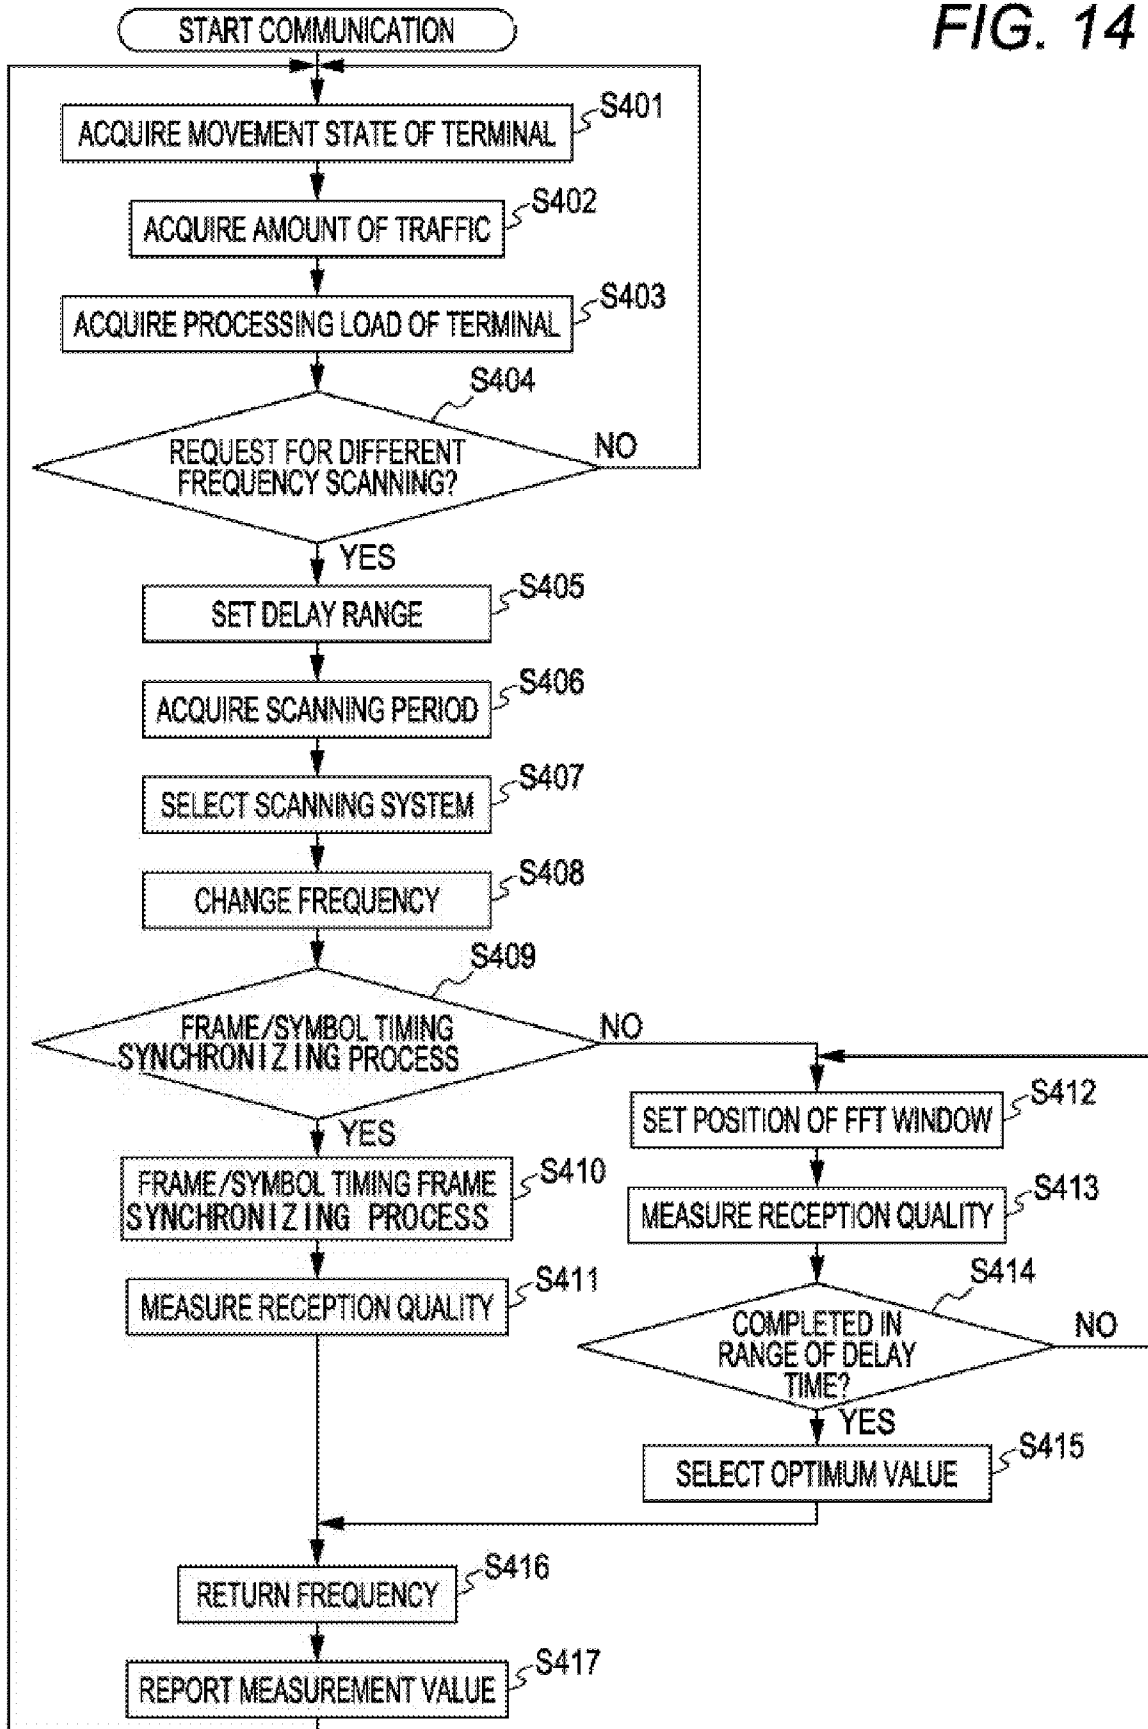 FIG. 14
START COMMUNICATION
S401
ACQUIRE MOVEMENT STATE OF TERMINAL
S402
ACQUIRE AMOUNT OF TRAFFIC
S403
ACQUIRE PROCESSING LOAD OF TERMINAL
S404
REQUEST FOR DIFFERENT
FREQUENCY SCANNING?
NO
YES
S405
SET DELAY RANGE
S406
ACQUIRE SCANNING PERIOD
S407
SELECT SCANNING SYSTEM
S408
CHANGE FREQUENCY
S409
FRAME/SYMBOL TIMING
SYNCHRONIZING PROCESS
NO
YES
S410
FRAME/SYMBOL TIMING FRAME
SYNCHRONIZING PROCESS
S411
MEASURE RECEPTION QUALITY
S412
SET POSITION OF FFT WINDOW
S413
MEASURE RECEPTION QUALITY
S414
COMPLETED IN
RANGE OF DELAY
TIME?
NO
YES
S415
SELECT OPTIMUM VALUE
S416
RETURN FREQUENCY
S417
REPORT MEASUREMENT VALUE